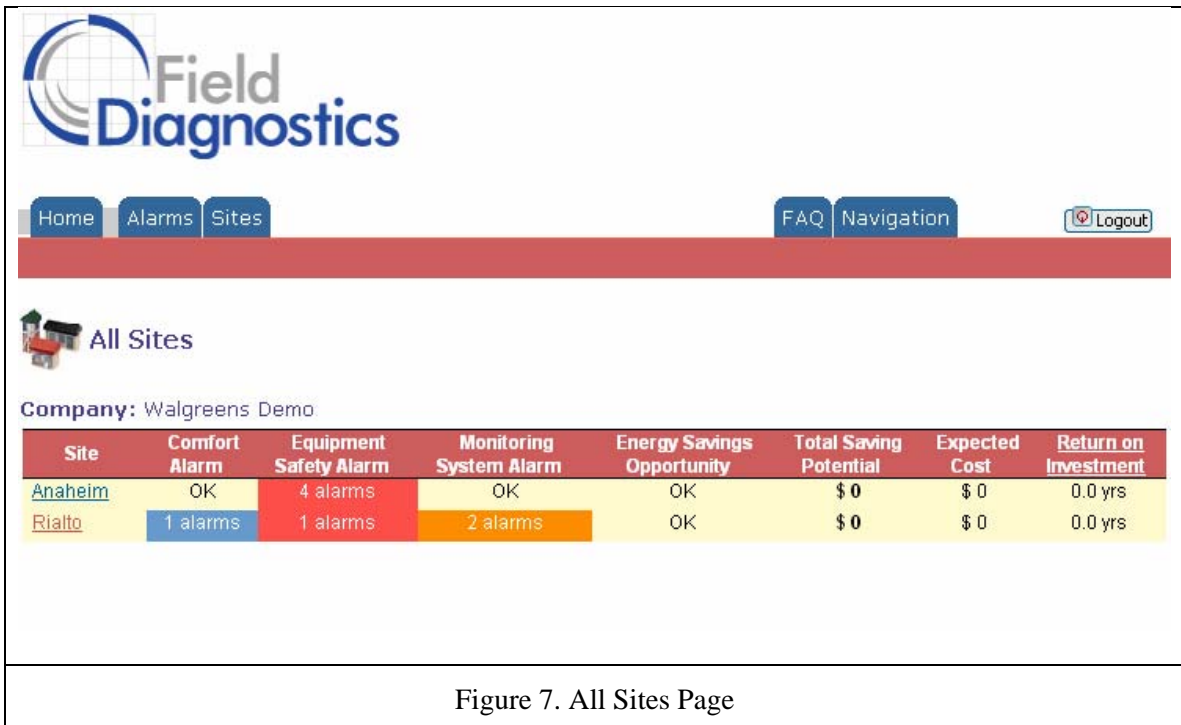 Field
Diagnostics
Home Alarms Sites FAQ Navigation Logout
All Sites
Company: Walgreens Demo
Site Comfort Alarm Equipment Safety Alarm Monitoring System Alarm Energy Savings Opportunity Total Saving Potential Expected Cost Return on Investment
Anaheim OK 4 alarms OK OK $ 0 $ 0 0.0 yrs
Rialto 1 alarms 1 alarms 2 alarms OK $ 0 $ 0 0.0 yrs
Figure 7. All Sites Page